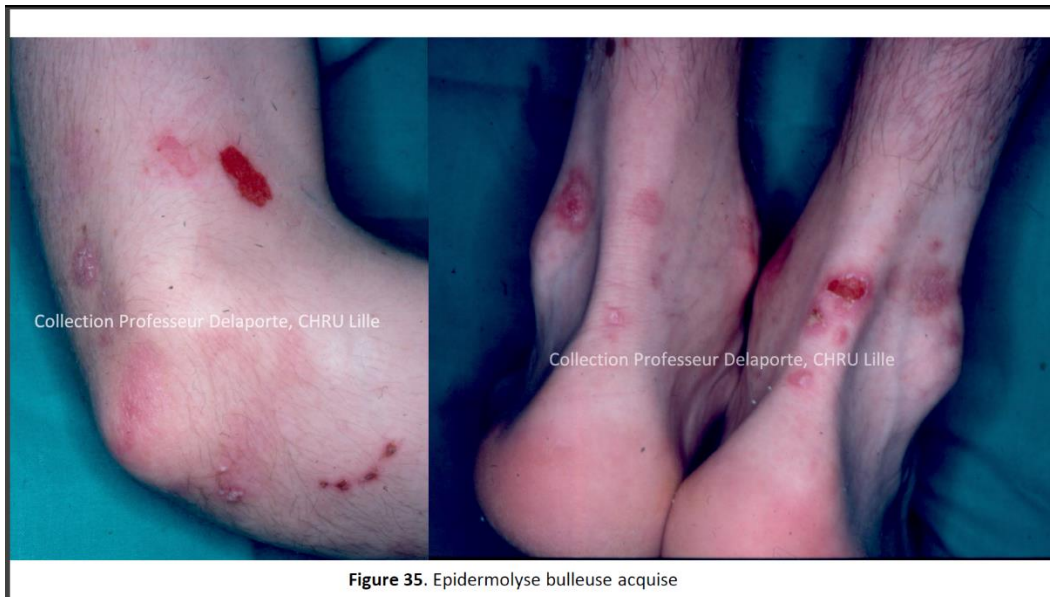 Collection Professeur Delaporte, CHRU Lille
Collection Professeur Delaporte, CHRU Lille
Figure 35. Epidermolyse bulleuse acquise